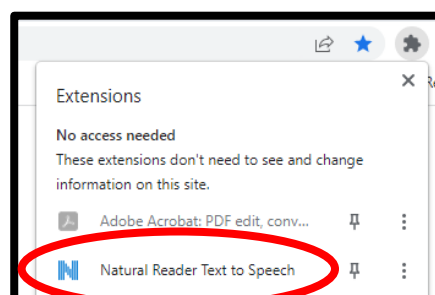 Extensions
No access needed
These extensions don't need to see and change
information on this site.
Adobe Acrobat: PDF edit, conv...
Natural Reader Text to Speech